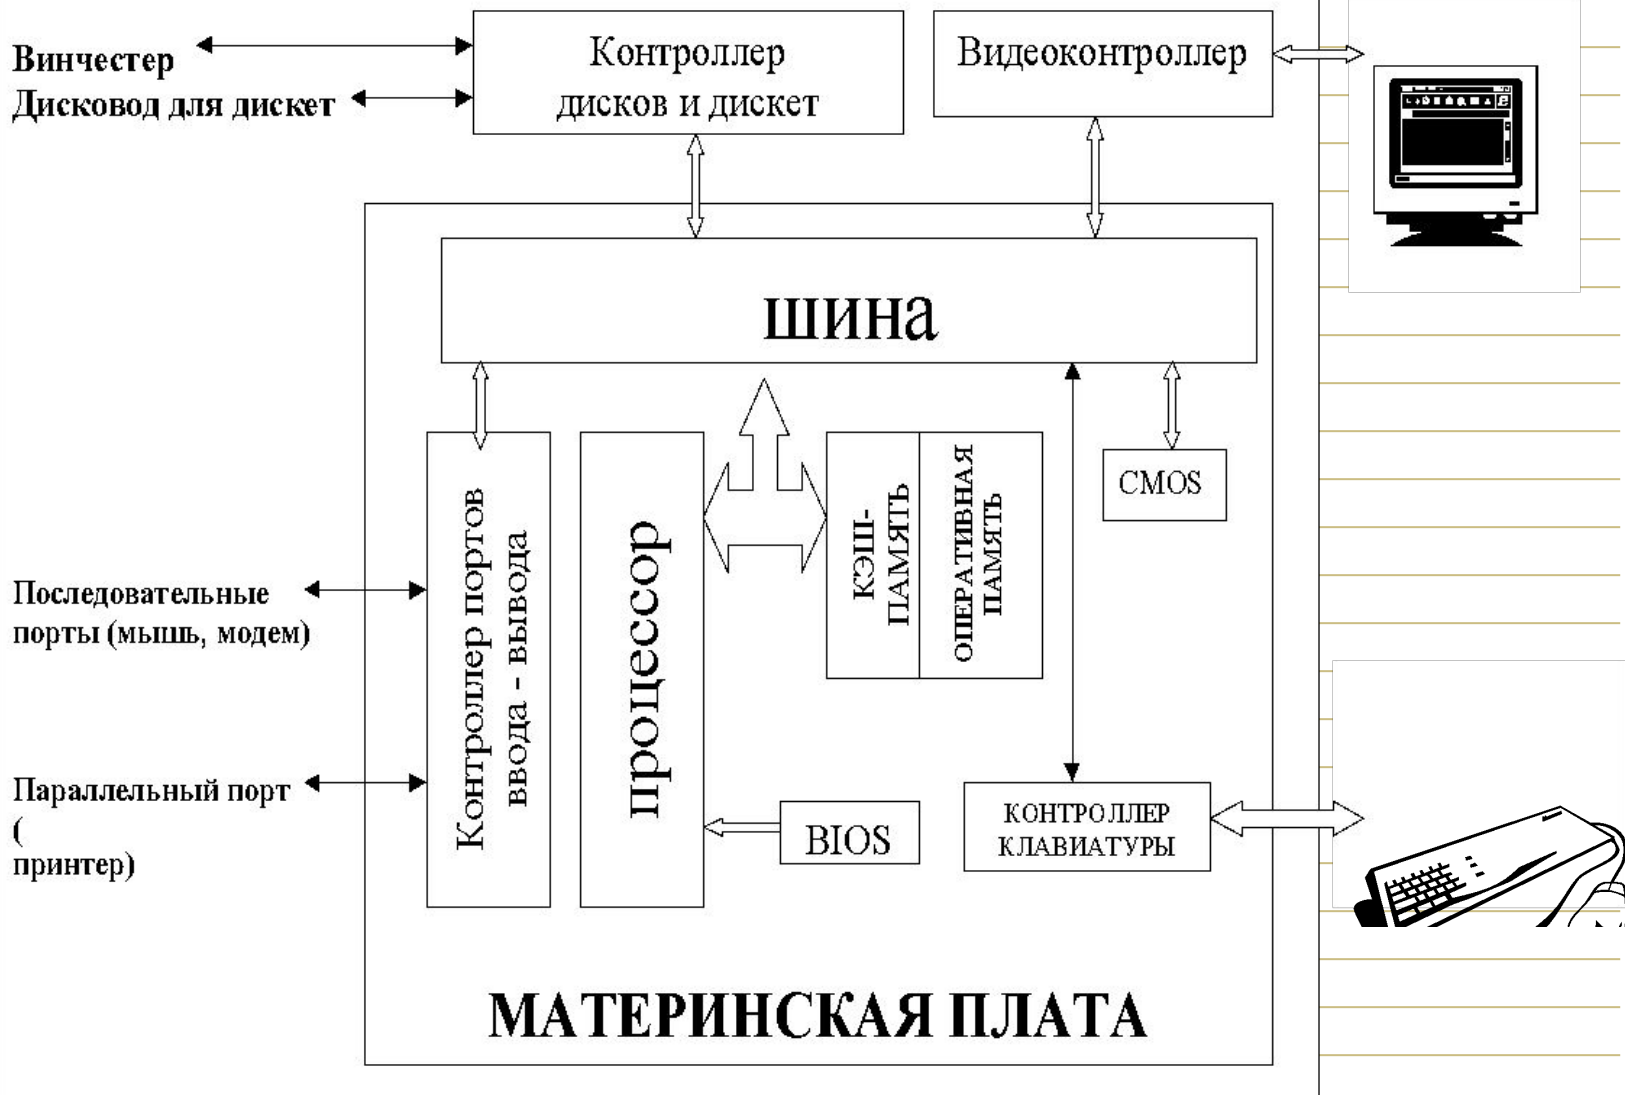 Контроллер
дисков и дискет
Видеоконтроллер
Винчестер
Дисковод для дискет
шина
Контроллер портов
ввода - вывода
процессор
КЭШ-
ПАМЯТЬ
ОПЕРАТИВНАЯ
ПАМЯТЬ
CMOS
Последовательные
порты (мышь, модем)
Параллельный порт
(
принтер)
BIOS
КОНТРОЛЛЕР
КЛАВИАТУРЫ
МАТЕРИНСКАЯ ПЛАТА